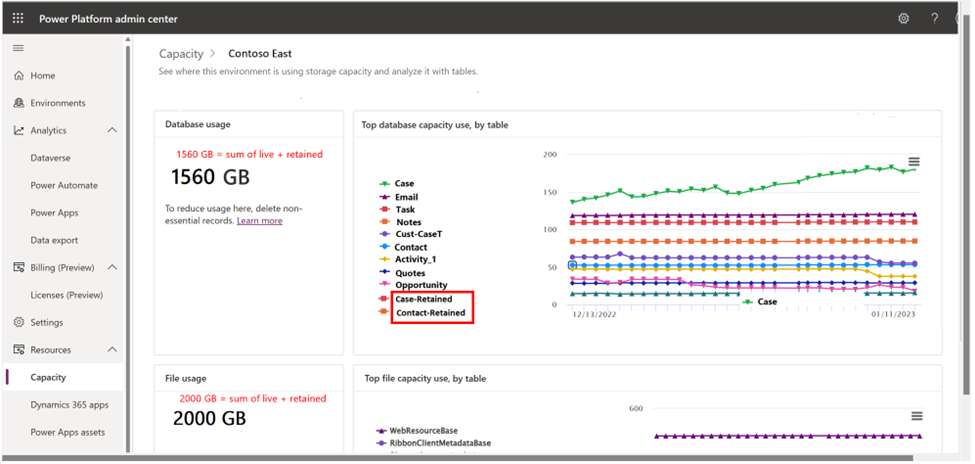 Power Platform admin center
?
Home
Environments
Analytics
Dataverse
Power Automate
Power Apps
Data export
Billing (Preview)
Licenses (Preview)
Settings
Resources
Capacity
Dynamics 365 apps
Power Apps assets
Capacity > Contoso East
See where this environment is using storage capacity and analyze it with tables.
Database usage
1560 GB = sum of live + retained
1560 GB
To reduce usage here, delete non-
essential records. Learn more
Top database capacity use, by table
Case
Email
Task
Notes
Cust-CaseT
Contact
Activity_1
Quotes
Opportunity
Case-Retained
Contact-Retained
200
150
100
50
0
Case
12/13/2022
01/11/2023
File usage
2000 GB = sum of live + retained
2000 GB
Top file capacity use, by table
WebResourceBase
RibbonClientMetadataBase
600